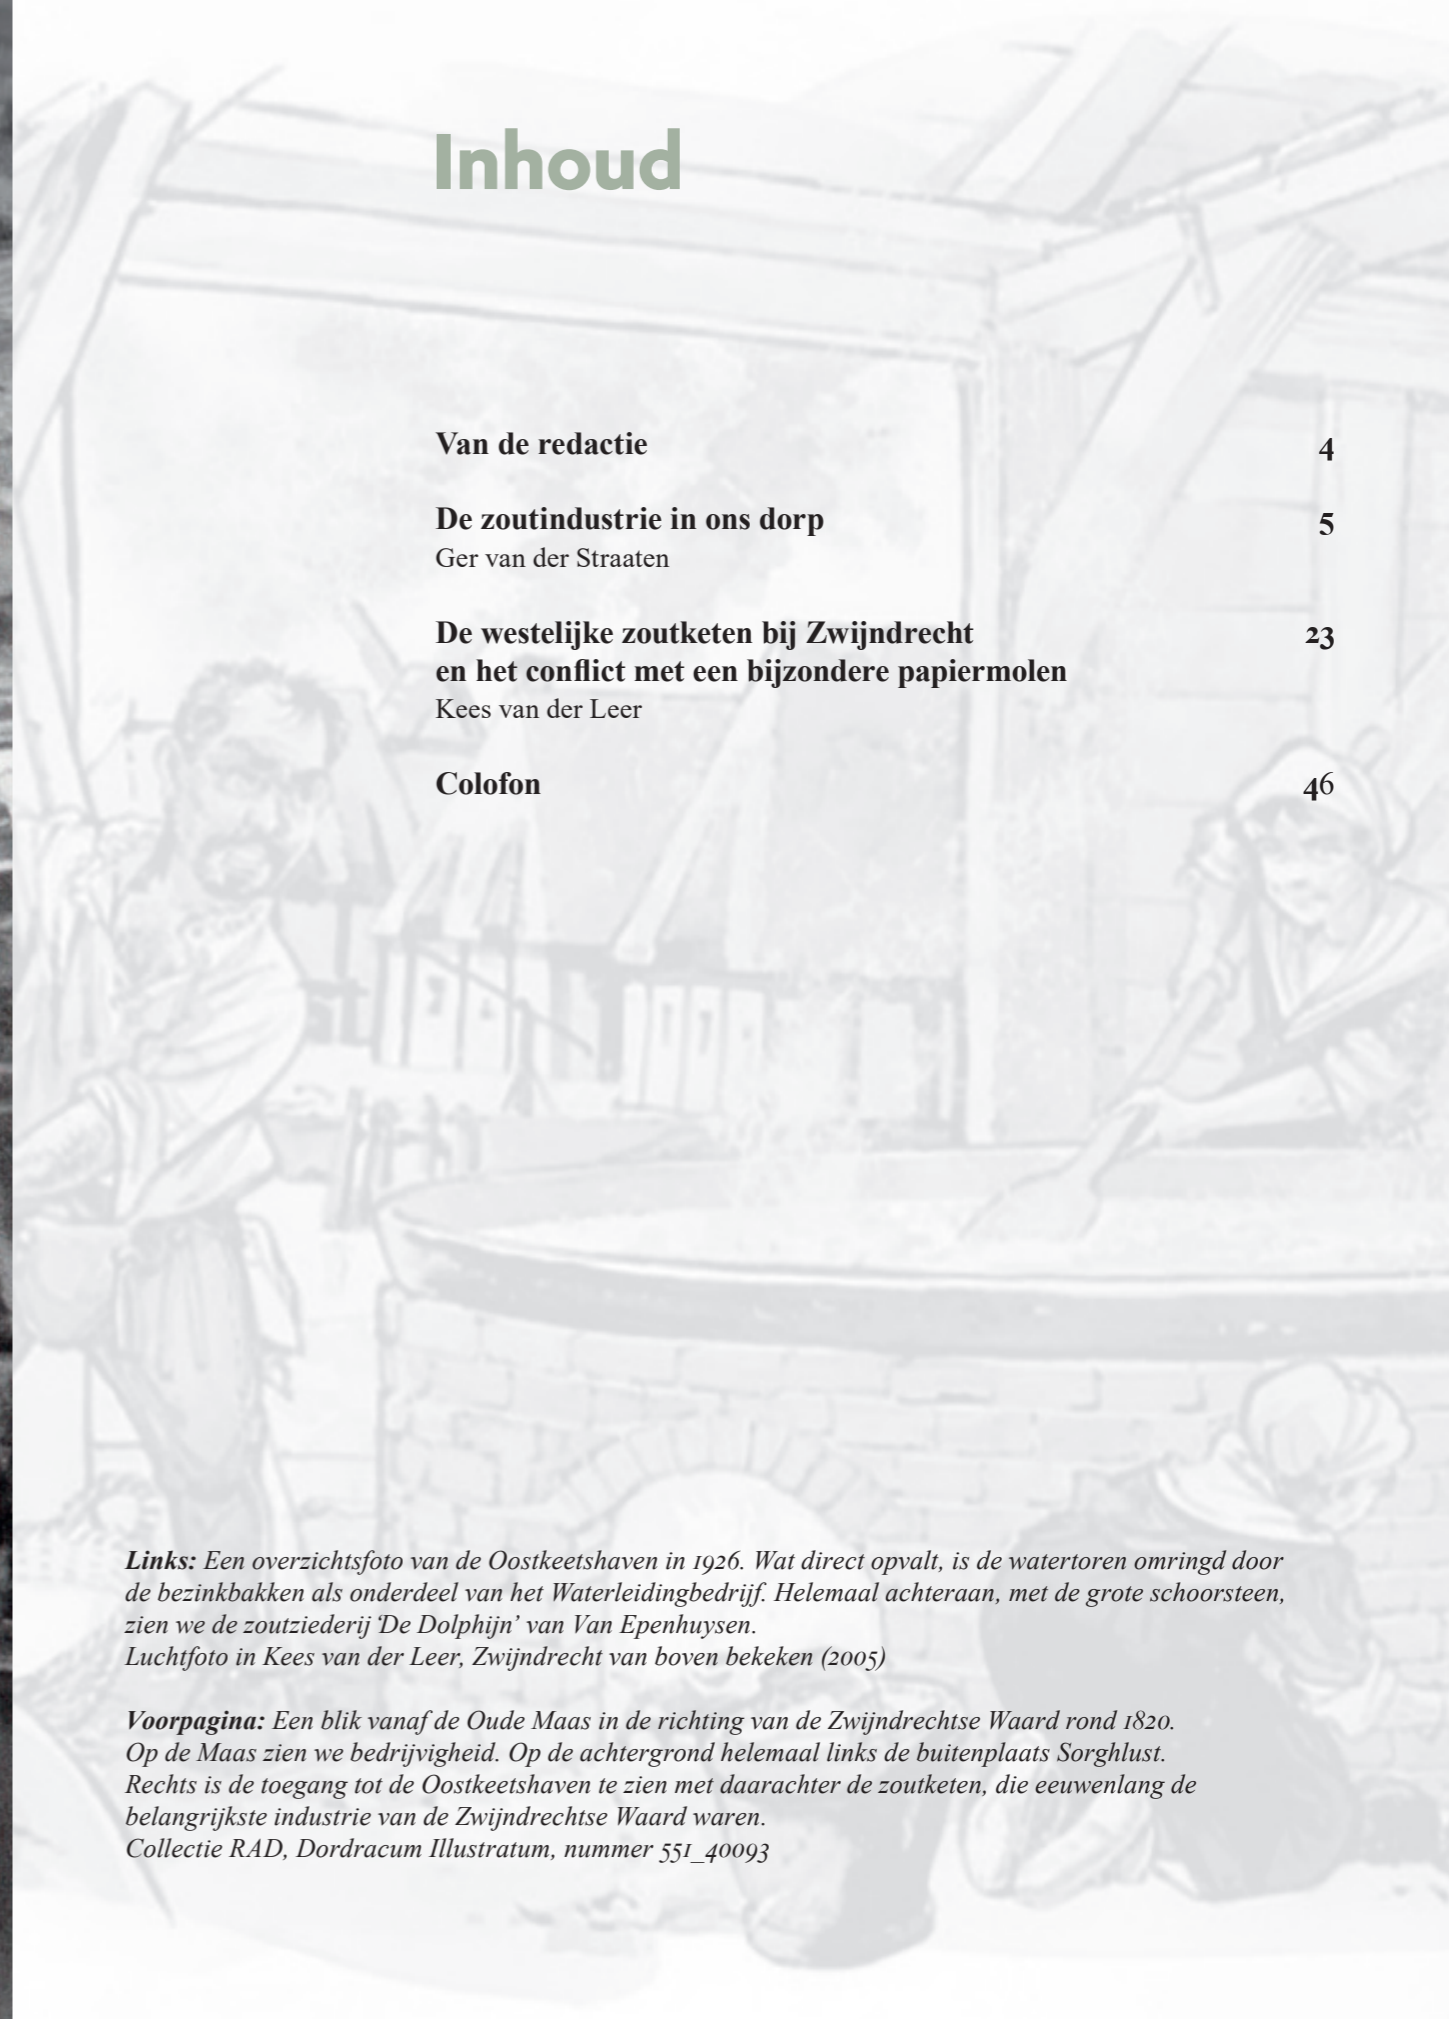 Inhoud
Van de redactie 4
De zoutindustrie in ons dorp 5
Ger van der Straaten
De westelijke zoutketen bij Zwijndrecht 23
en het conflict met een bijzondere papiermolen
Kees van der Leer
Colofon 46
Links: Een overzichtsfoto van de Oostkeetshaven in 1926. Wat direct opvalt, is de watertoren omringd door
de bezinkbakken als onderdeel van het Waterleidingbedrijf. Helemaal achteraan, met de grote schoorsteen,
zien we de zoutziederij ‘De Dolphijn’ van Van Epenhuysen.
Luchtfoto in Kees van der Leer, Zwijndrecht van boven bekeken (2005)
Voorpagina: Een blik vanaf de Oude Maas in de richting van de Zwijndrechtse Waard rond 1820.
Op de Maas zien we bedrijvigheid. Op de achtergrond helemaal links de buitenplaats Sorghlust.
Rechts is de toegang tot de Oostkeetshaven te zien met daarachter de zoutketen, die eeuwenlang de
belangrijkste industrie van de Zwijndrechtse Waard waren.
Collectie RAD, Dordracum Illustratum, nummer 551_40093